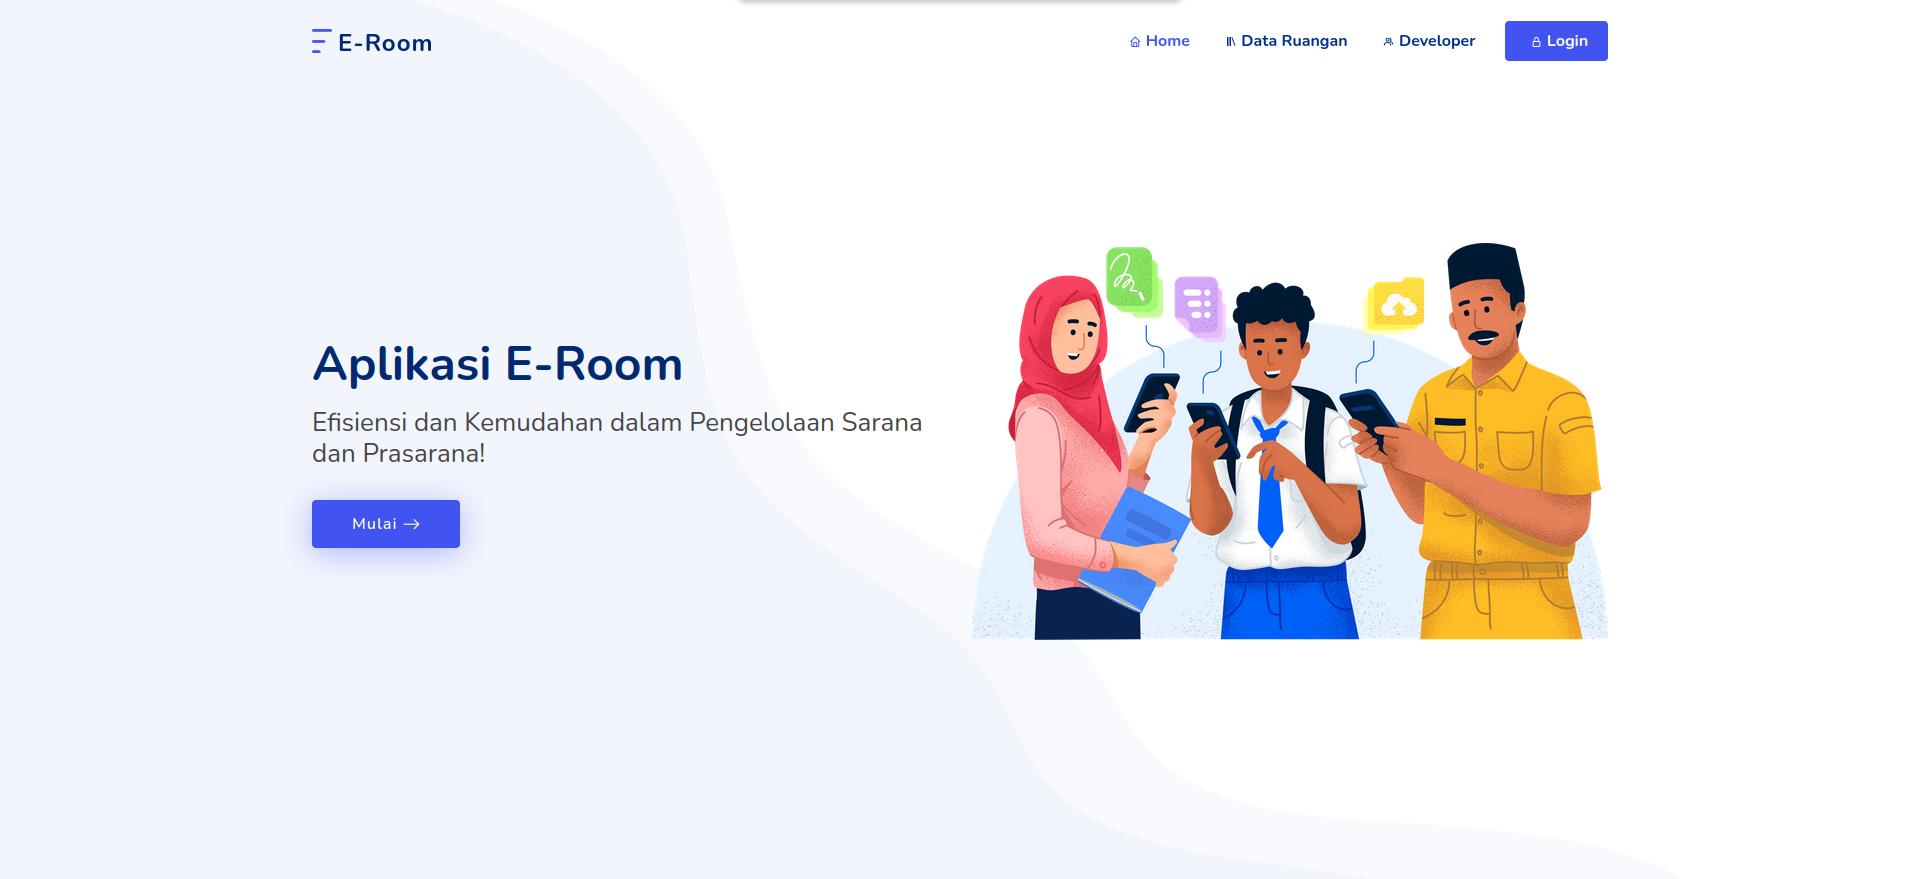 E-Room
Home
Data Ruangan
Developer
Login
Aplikasi E-Room
Efisiensi dan Kemudahan dalam Pengelolaan Sarana
dan Prasarana!
Mulai →